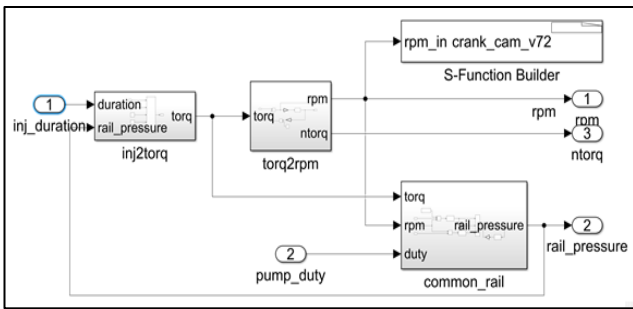 rpm_in crank_cam_v72
S-Function Builder
1
inj_duration
duration
rail_pressure
torq
inj2torq
torq
rpm
ntorq
torq2rpm
1
rpm
rpm
3
ntorq
torq
rpm
duty
rail_pressure
common_rail
2
rail_pressure
2
pump_duty